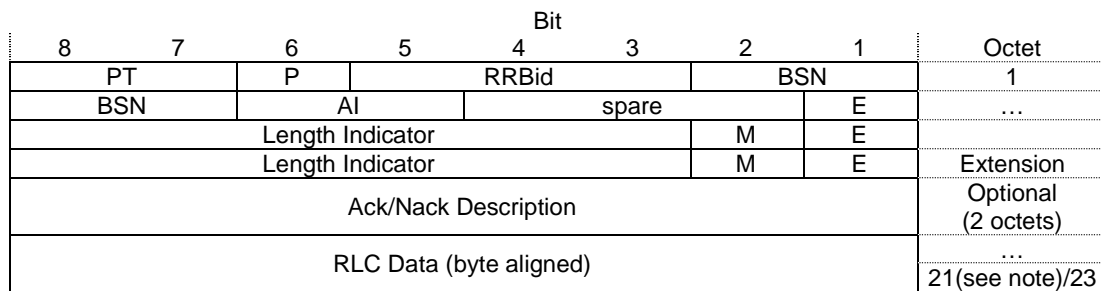 Bit
8 7 6 5 4 3 2 1 Octet
PT P RRBid BSN 1
BSN AI spare E …
Length Indicator M E
Length Indicator M E Extension
Ack/Nack Description Optional
(2 octets)
RLC Data (byte aligned) …
21(see note)/23